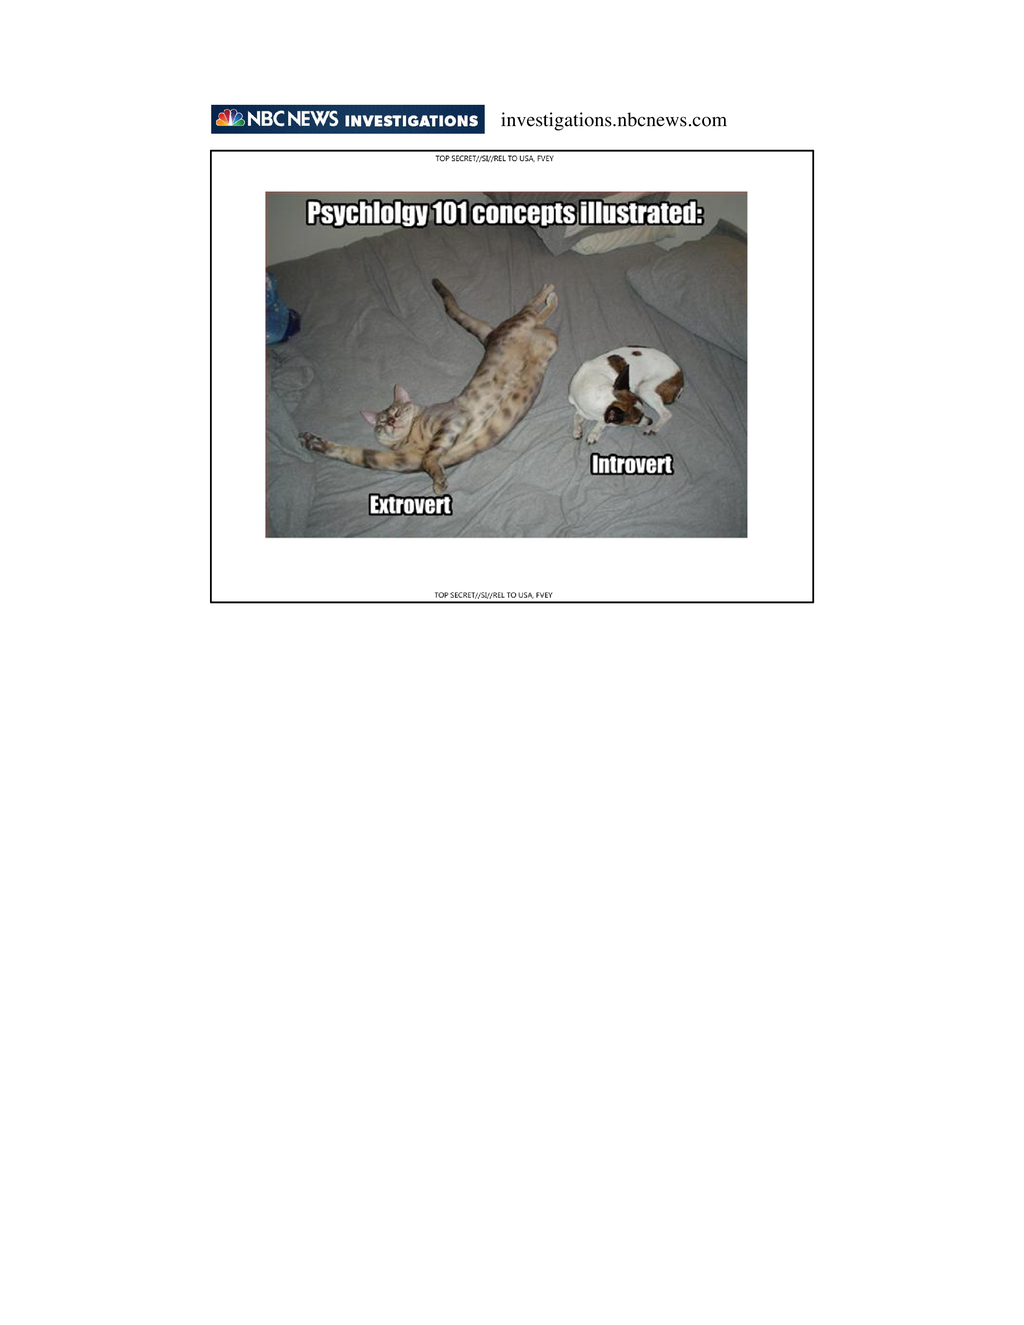 NBC NEWS INVESTIGATIONS investigations.nbcnews.com
TOP SECRET//SI//REL TO USA, FVEY
Psychlolgy 101 concepts illustrated:
Introvert
Extrovert
TOP SECRET//SI//REL TO USA, FVEY